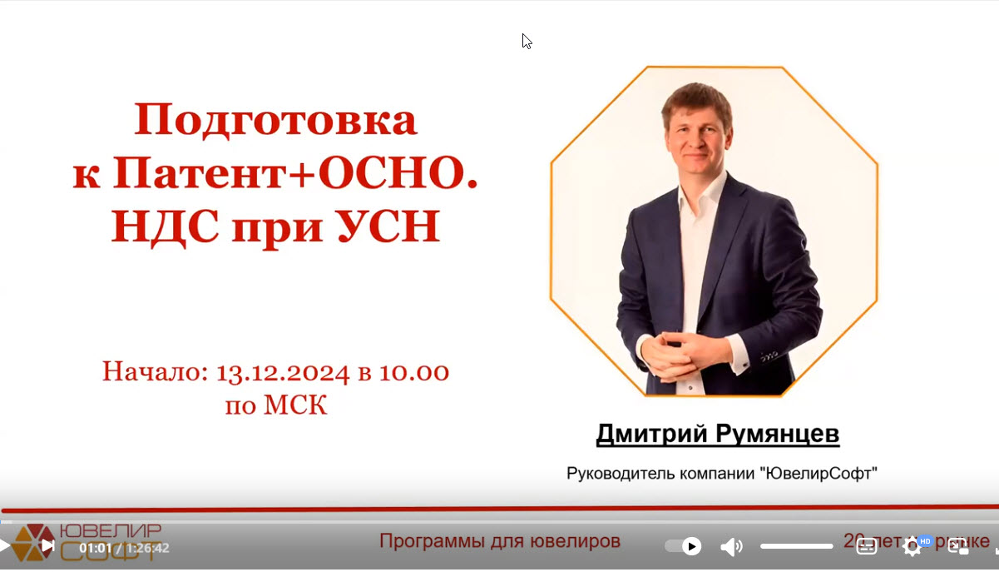 Подготовка
к Патент+ОСНО.
НДС при УСН
Начало: 13.12.2024 в 10.00
по МСК
Дмитрий Румянцев
Руководитель компании "ЮвелирСофт"
ЮВЕЛИР
СОФТ
01:01 / 1:26:42
Программы для ювелиров
20 лет на рынке
HD